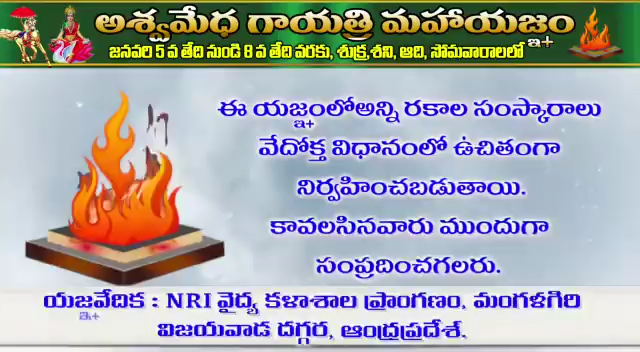 అశ్వమేధ గాయత్రి మహాయజ్ఞం
జనవరి 5 వ తేది నుండి 8 వ తేది వరకు, శుక్ర,శని, ఆది, సోమవారాలలో
ఈ యజ్ఞంలోఅన్ని రకాల సంస్కారాలు
వేదోక్త విధానంలో ఉచితంగా
నిర్వహించబడుతాయి.
కావలసినవారు ముందుగా
సంప్రదించగలరు.
యజ్ఞవేదిక : NRI వైద్య కళాశాల ప్రాంగణం, మంగళగిరి
విజయవాడ దగ్గర, ఆంధ్రప్రదేశ్.